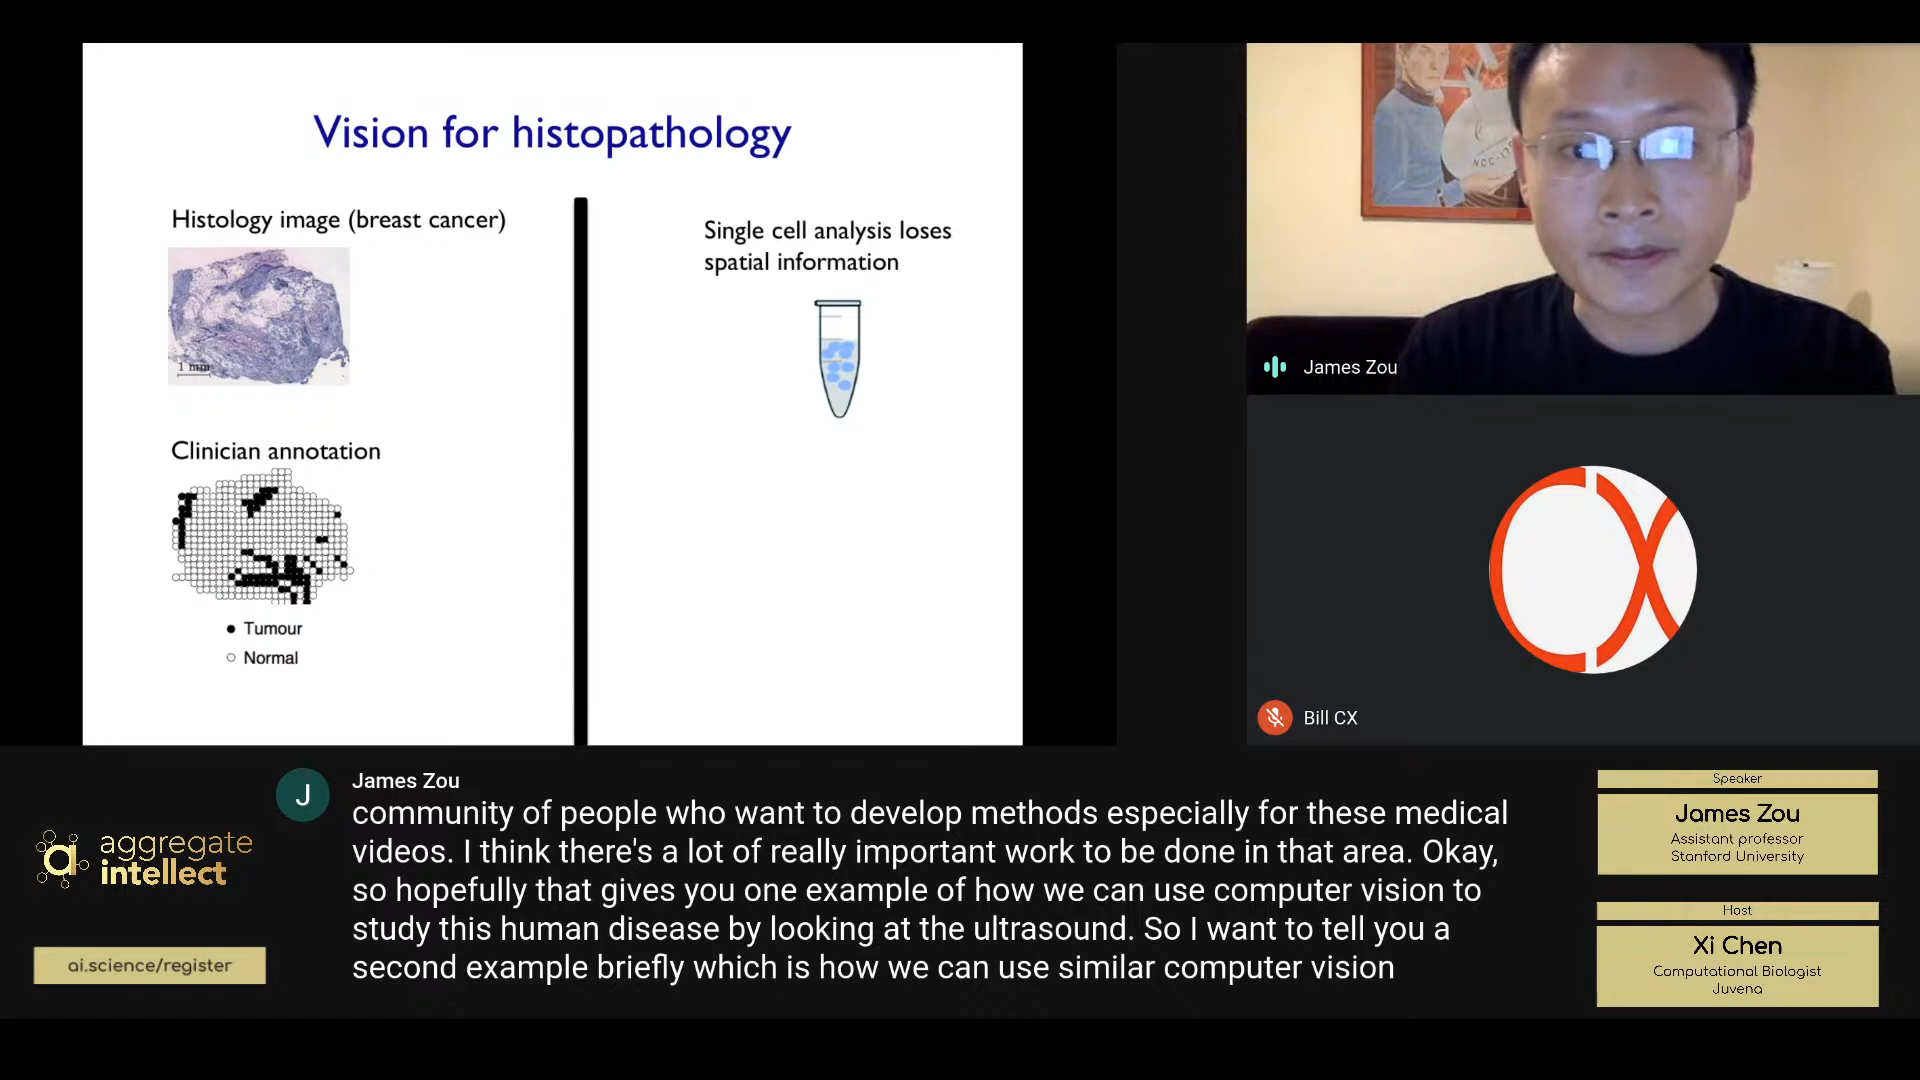 Vision for histopathology
Histology image (breast cancer)
1 mm
Clinician annotation
Tumour
Normal
Single cell analysis loses
spatial information
James Zou
Bill CX
J
James Zou
community of people who want to develop methods especially for these medical
videos. I think there's a lot of really important work to be done in that area. Okay,
so hopefully that gives you one example of how we can use computer vision to
study this human disease by looking at the ultrasound. So I want to tell you a
second example briefly which is how we can use similar computer vision
aggregate
intellect
ai.science/register
Speaker
James Zou
Assistant professor
Stanford University
Host
Xi Chen
Computational Biologist
Juvena